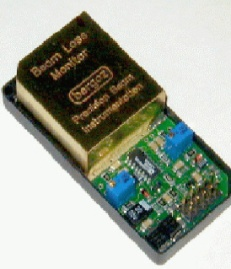 Beam Loss
Monitor
bergoz
Precision Beam
Instrumentation